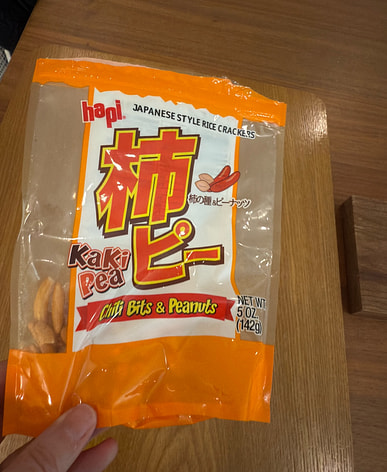 hapi
JAPANESE STYLE RICE CRACKERS
柿ピー
柿の種&ピーナッツ
KaKi
Pea
Chili Bits & Peanuts
NET WT
5 OZ.
(142g)